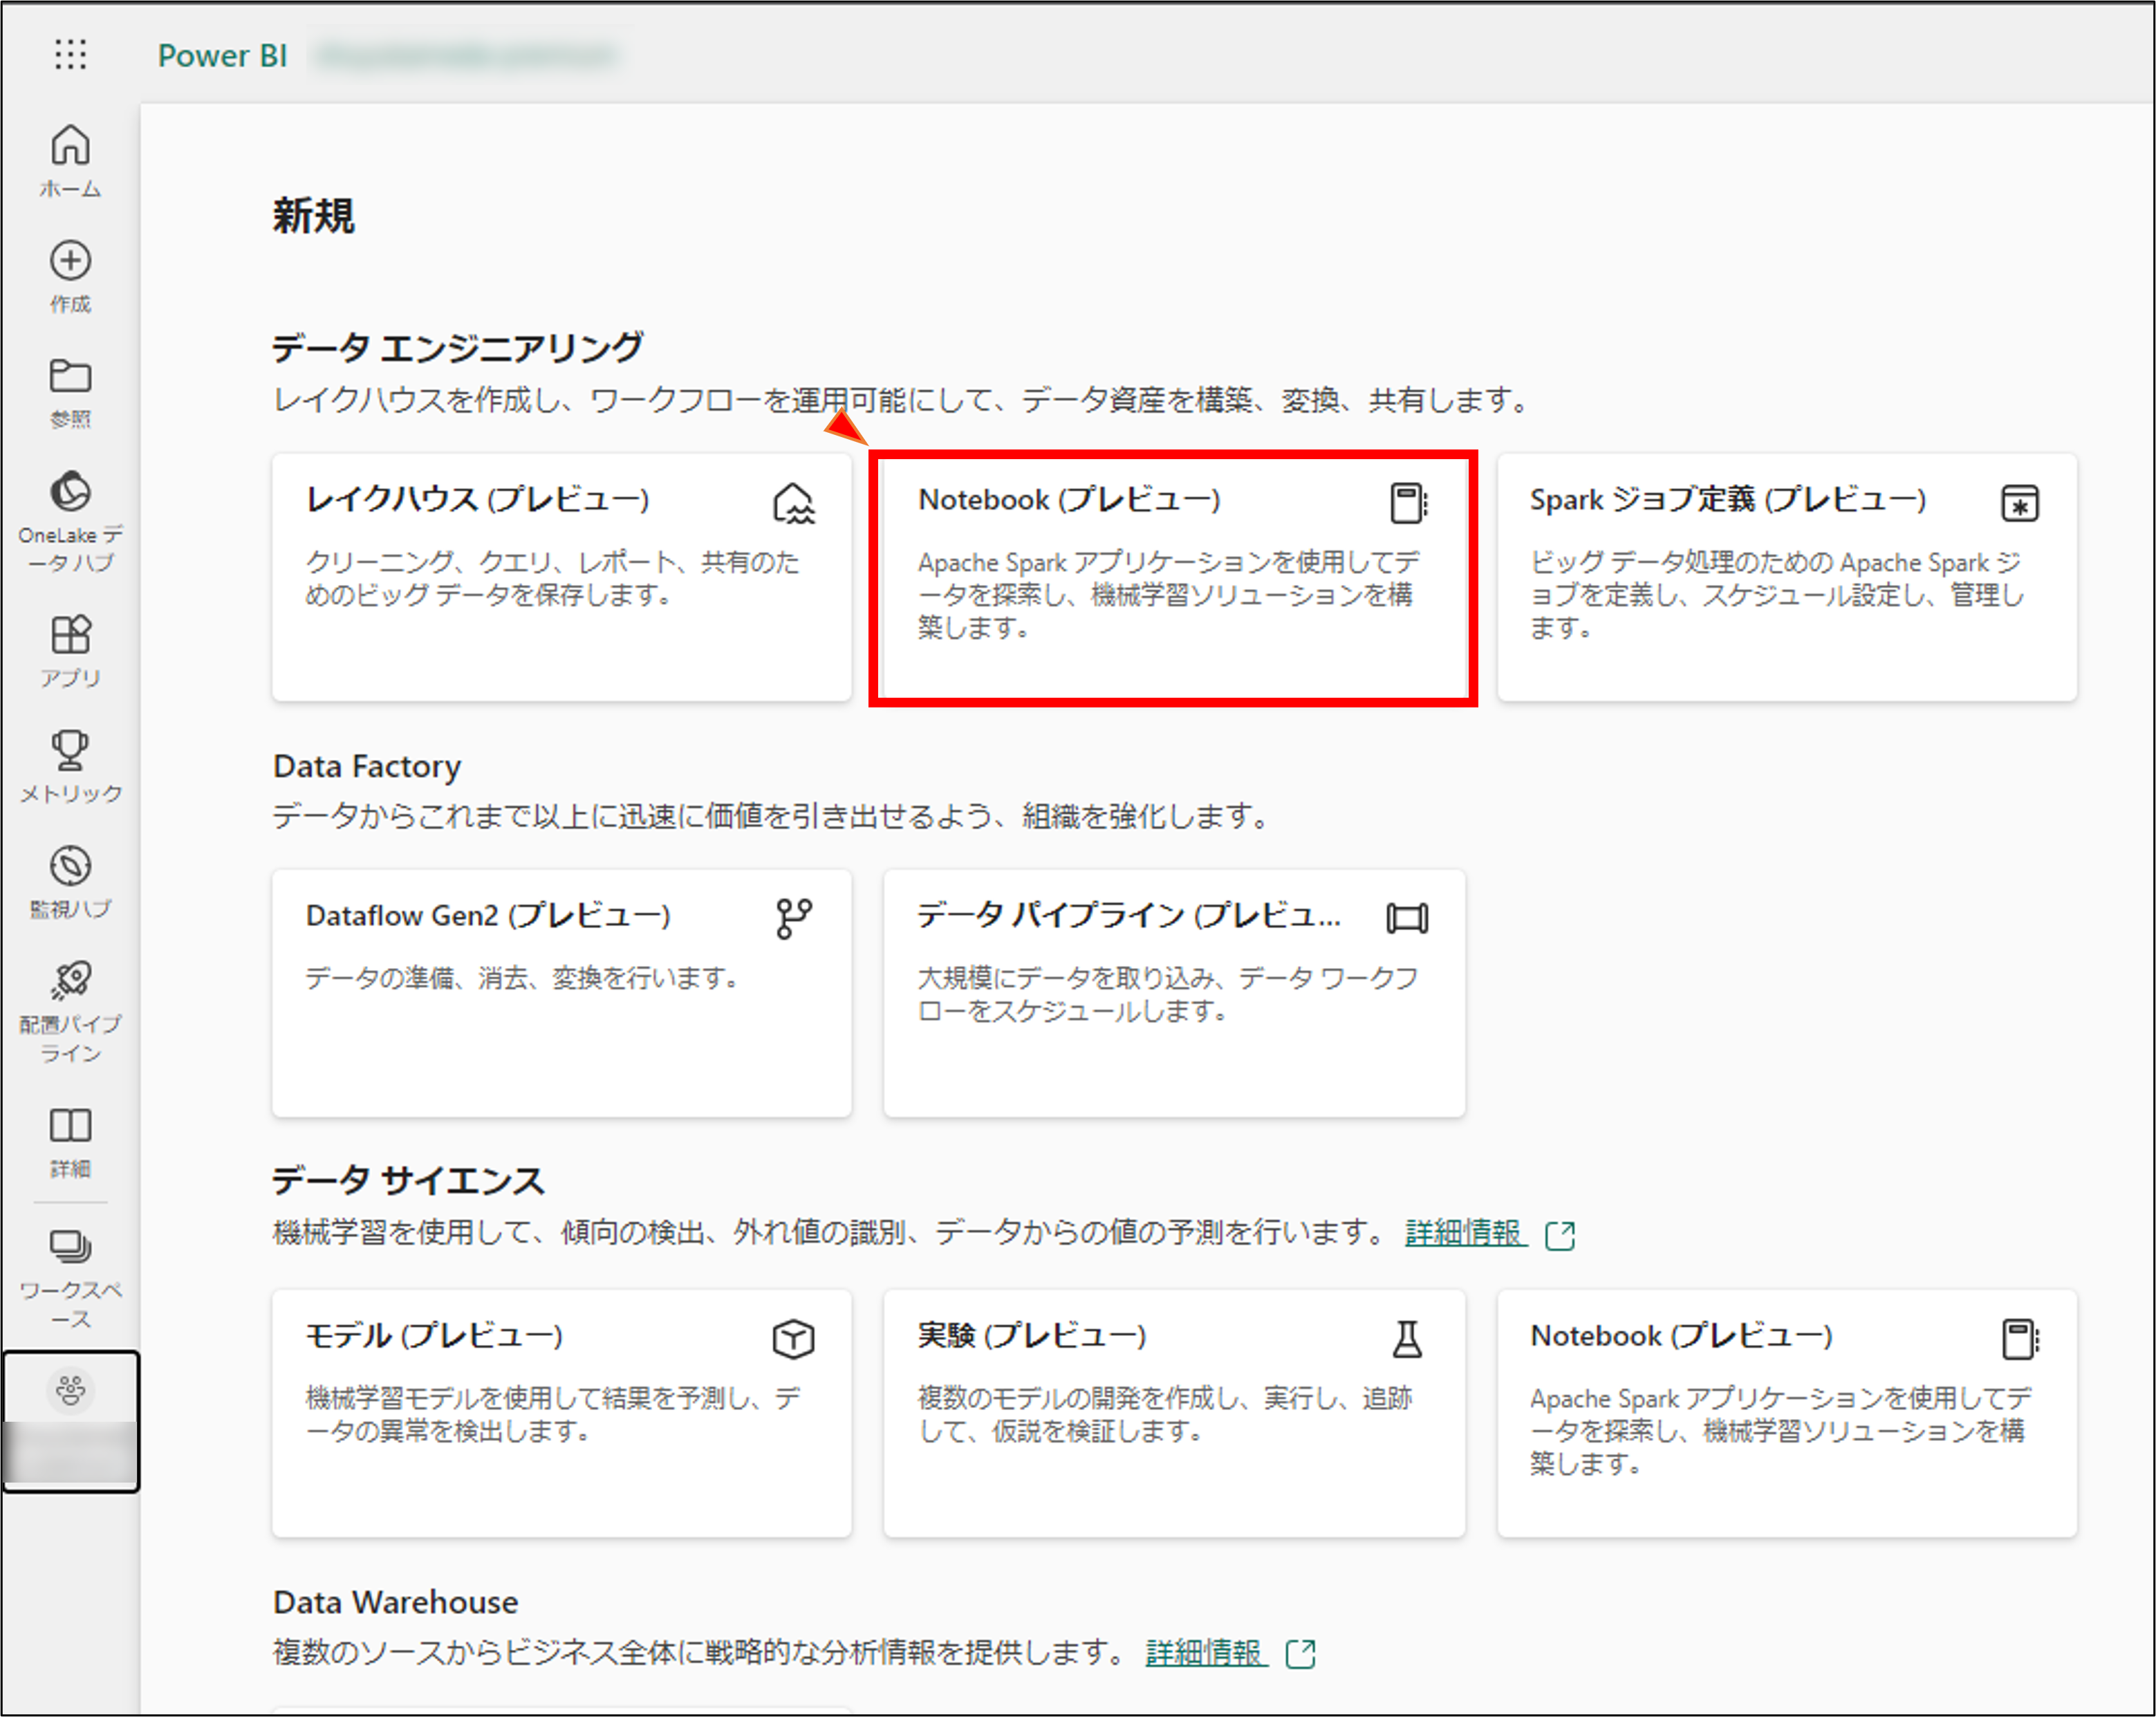 Power BI
ホーム
作成
参照
OneLake デ
ータ ハブ
アプリ
メトリック
監視ハブ
配置パイプ
ライン
詳細
ワークスペ
ース
新規
データ エンジニアリング
レイクハウスを作成し、ワークフローを運用可能にして、データ資産を構築、変換、共有します。
レイクハウス (プレビュー)
クリーニング、クエリ、レポート、共有のた
めのビッグ データを保存します。
Notebook (プレビュー)
Apache Spark アプリケーションを使用してデ
ータを探索し、機械学習ソリューションを構
築します。
Spark ジョブ定義 (プレビュー)
ビッグ データ処理のための Apache Spark ジ
ョブを定義し、スケジュール設定し、管理し
ます。
Data Factory
データからこれまで以上に迅速に価値を引き出せるよう、組織を強化します。
Dataflow Gen2 (プレビュー)
データの準備、消去、変換を行います。
データ パイプライン (プレビュ...
大規模にデータを取り込み、データ ワークフ
ローをスケジュールします。
データ サイエンス
機械学習を使用して、傾向の検出、外れ値の識別、データからの値の予測を行います。 詳細情報
モデル (プレビュー)
機械学習モデルを使用して結果を予測し、デ
ータの異常を検出します。
実験 (プレビュー)
複数のモデルの開発を作成し、実行し、追跡
して、仮説を検証します。
Notebook (プレビュー)
Apache Spark アプリケーションを使用してデ
ータを探索し、機械学習ソリューションを構
築します。
Data Warehouse
複数のソースからビジネス全体に戦略的な分析情報を提供します。 詳細情報